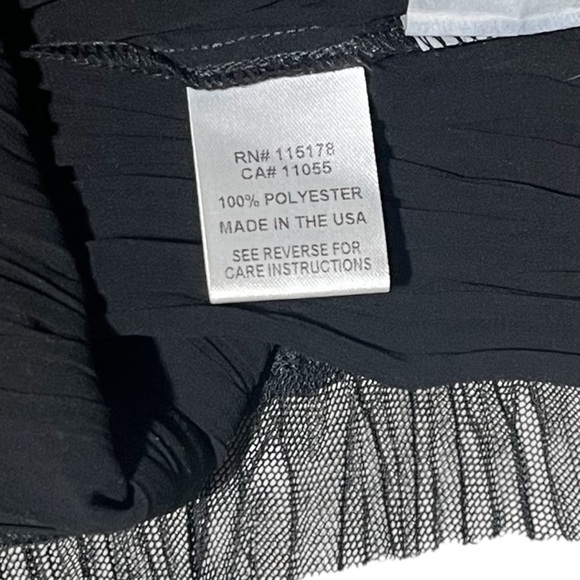 RN# 115178
CA# 11055
100% POLYESTER
MADE IN THE USA
SEE REVERSE FOR
CARE INSTRUCTIONS